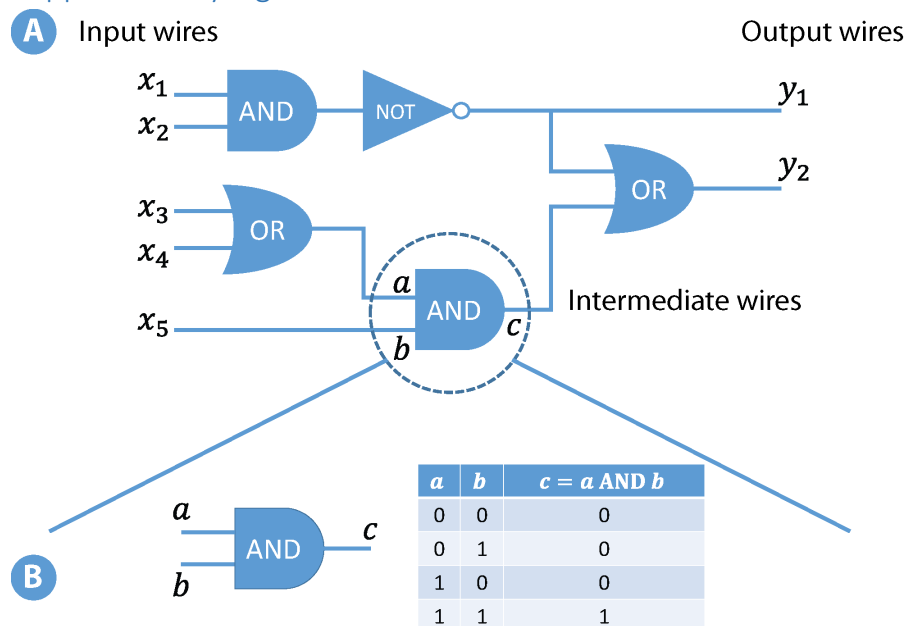 A Input wires Output wires
x1
x2
AND
NOT
y1
OR
y2
x3
x4
OR
a
AND
c
Intermediate wires
x5
b
a b c = a AND b
0 0 0
0 1 0
1 0 0
1 1 1
a
AND
c
b
B